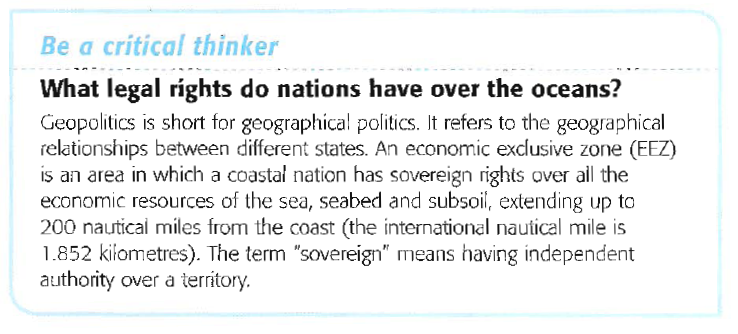 Be a critical thinker
What legal rights do nations have over the oceans?
Geopolitics is short for geographical politics. It refers to the geographical
relationships between different states. An economic exclusive zone (EEZ)
is an area in which a coastal nation has sovereign rights over all the
economic resources of the sea, seabed and subsoil, extending up to
200 nautical miles from the coast (the international nautical mile is
1.852 kilometres). The term "sovereign" means having independent
authority over a territory.